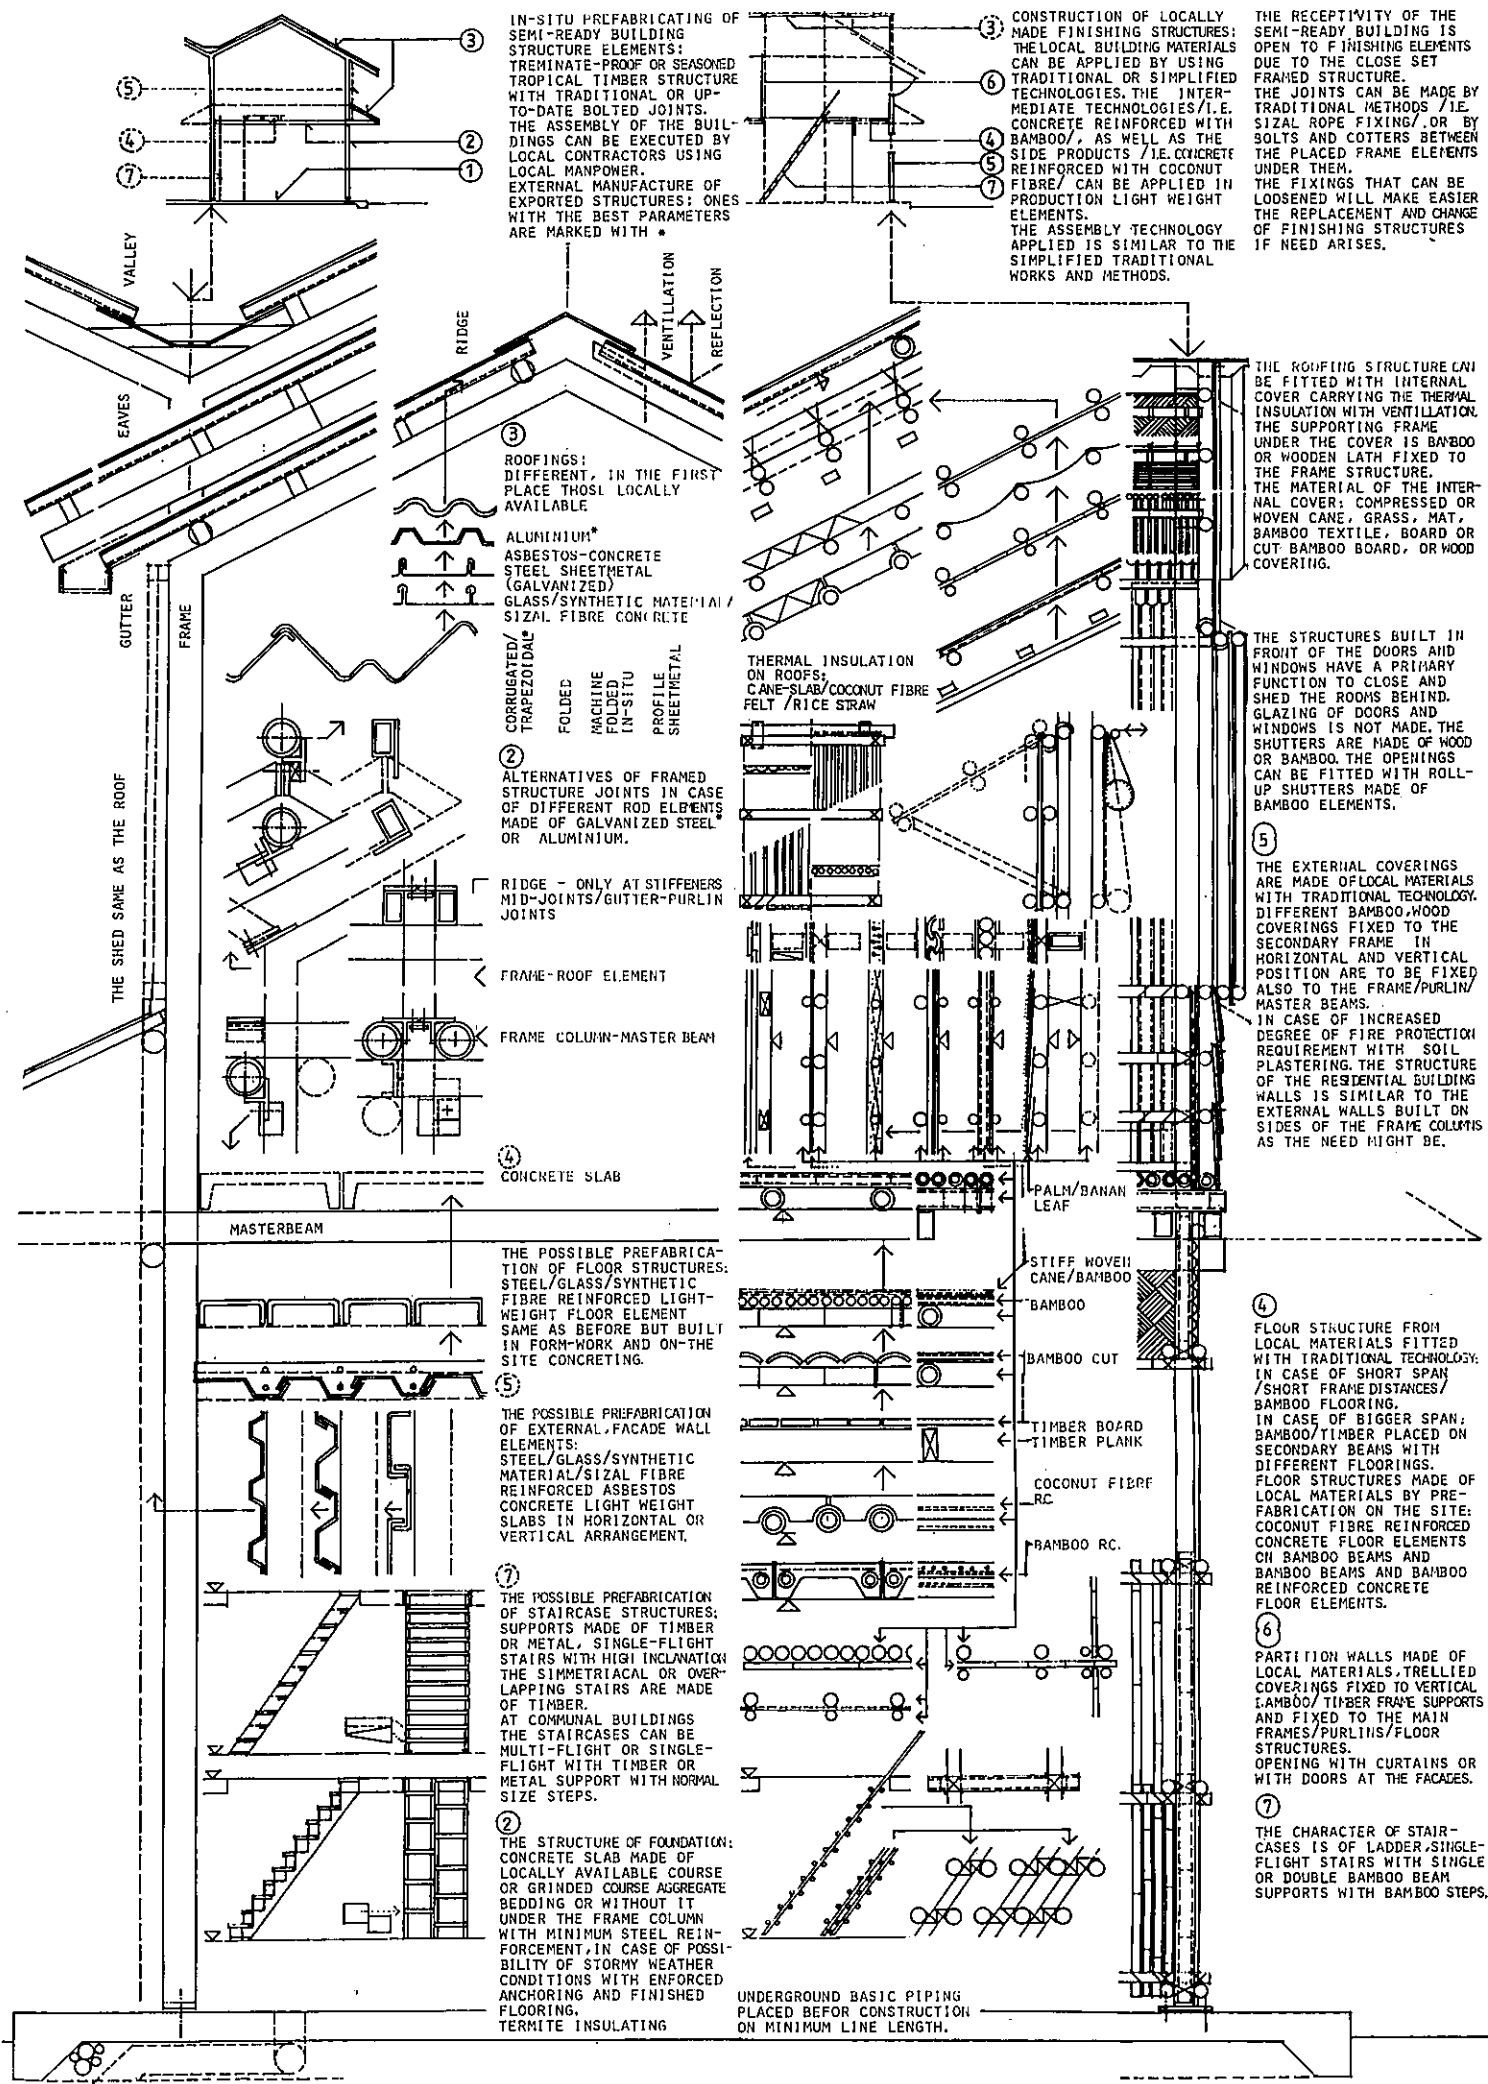 IN-SITU PREFABRICATING OF
SEMI-READY BUILDING
STRUCTURE ELEMENTS:
TREMINATE-PROOF OR SEASONED
TROPICAL TIMBER STRUCTURE
WITH TRADITIONAL OR UP-
TO-DATE BOLTED JOINTS.
THE ASSEMBLY OF THE BUIL-
DINGS CAN BE EXECUTED BY
LOCAL CONTRACTORS USING
LOCAL MANPOWER.
EXTERNAL MANUFACTURE OF
EXPORTED STRUCTURES: ONES
WITH THE BEST PARAMETERS
ARE MARKED WITH *
3
5
4
2
7
1
3
6
4
5
7
CONSTRUCTION OF LOCALLY
MADE FINISHING STRUCTURES:
THE LOCAL BUILDING MATERIALS
CAN BE APPLIED BY USING
TRADITIONAL OR SIMPLIFIED
TECHNOLOGIES. THE INTER-
MEDIATE TECHNOLOGIES/I.E.
CONCRETE REINFORCED WITH
BAMBOO/, AS WELL AS THE
SIDE PRODUCTS /I.E. CONCRETE
REINFORCED WITH COCONUT
FIBRE/ CAN BE APPLIED IN
PRODUCTION LIGHT WEIGHT
ELEMENTS.
THE ASSEMBLY TECHNOLOGY
APPLIED IS SIMILAR TO THE
SIMPLIFIED TRADITIONAL
WORKS AND METHODS.
THE RECEPTIVITY OF THE
SEMI-READY BUILDING IS
OPEN TO FINISHING ELEMENTS
DUE TO THE CLOSE SET
FRAMED STRUCTURE.
THE JOINTS CAN BE MADE BY
TRADITIONAL METHODS /I.E.
SIZAL ROPE FIXING/, OR BY
BOLTS AND COTTERS BETWEEN
THE PLACED FRAME ELEMENTS
UNDER THEM.
THE FIXINGS THAT CAN BE
LOOSENED WILL MAKE EASIER
THE REPLACEMENT AND CHANGE
OF FINISHING STRUCTURES
IF NEED ARISES.
VALLEY
EAVES
GUTTER
FRAME
THE SHED SAME AS THE ROOF
RIDGE
VENTILLATION
REFLECTION
3
ROOFINGS:
DIFFERENT, IN THE FIRST
PLACE THOSE LOCALLY
AVAILABLE
ALUMINIUM*
ASBESTOS-CONCRETE
STEEL SHEETMETAL
(GALVANIZED)
GLASS/SYNTHETIC MATERIAL/
SIZAL FIBRE CONCRETE
CORRUGATED/
TRAPEZOIDAL*
FOLDED
MACHINE
FOLDED
IN-SITU
PROFILE
SHEETMETAL
2
ALTERNATIVES OF FRAMED
STRUCTURE JOINTS IN CASE
OF DIFFERENT ROD ELEMENTS
MADE OF GALVANIZED STEEL*
OR ALUMINIUM.
RIDGE - ONLY AT STIFFENERS
MID-JOINTS/GUTTER-PURLIN
JOINTS
FRAME-ROOF ELEMENT
FRAME COLUMN-MASTER BEAM
4
CONCRETE SLAB
MASTERBEAM
THE POSSIBLE PREFABRICA-
TION OF FLOOR STRUCTURES:
STEEL/GLASS/SYNTHETIC
FIBRE REINFORCED LIGHT-
WEIGHT FLOOR ELEMENT
SAME AS BEFORE BUT BUILT
IN FORM-WORK AND ON-THE
SITE CONCRETING.
5
THE POSSIBLE PREFABRICATION
OF EXTERNAL, FACADE WALL
ELEMENTS:
STEEL/GLASS/SYNTHETIC
MATERIAL/SIZAL FIBRE
REINFORCED ASBESTOS
CONCRETE LIGHT WEIGHT
SLABS IN HORIZONTAL OR
VERTICAL ARRANGEMENT.
7
THE POSSIBLE PREFABRICATION
OF STAIRCASE STRUCTURES:
SUPPORTS MADE OF TIMBER
OR METAL, SINGLE-FLIGHT
STAIRS WITH HIGH INCLANATION
THE SIMMETRIACAL OR OVER-
LAPPING STAIRS ARE MADE
OF TIMBER.
AT COMMUNAL BUILDINGS
THE STAIRCASES CAN BE
MULTI-FLIGHT OR SINGLE-
FLIGHT WITH TIMBER OR
METAL SUPPORT WITH NORMAL
SIZE STEPS.
2
THE STRUCTURE OF FOUNDATION:
CONCRETE SLAB MADE OF
LOCALLY AVAILABLE COURSE
OR GRINDED COURSE AGGREGATE
BEDDING OR WITHOUT IT
UNDER THE FRAME COLUMN
WITH MINIMUM STEEL REIN-
FORCEMENT, IN CASE OF POSSI-
BILITY OF STORMY WEATHER
CONDITIONS WITH ENFORCED
ANCHORING AND FINISHED
FLOORING.
TERMITE INSULATING
THERMAL INSULATION
ON ROOFS:
CANE-SLAB/COCONUT FIBRE
FELT /RICE STRAW
PALM/BANAN
LEAF
STIFF WOVEN
CANE/BAMBOO
BAMBOO
BAMBOO CUT
TIMBER BOARD
TIMBER PLANK
COCONUT FIBRE
RC
BAMBOO RC.
UNDERGROUND BASIC PIPING
PLACED BEFOR CONSTRUCTION
ON MINIMUM LINE LENGTH.
THE ROOFING STRUCTURE CAN
BE FITTED WITH INTERNAL
COVER CARRYING THE THERMAL
INSULATION WITH VENTILLATION.
THE SUPPORTING FRAME
UNDER THE COVER IS BAMBOO
OR WOODEN LATH FIXED TO
THE FRAME STRUCTURE.
THE MATERIAL OF THE INTER-
NAL COVER: COMPRESSED OR
WOVEN CANE, GRASS, MAT,
BAMBOO TEXTILE, BOARD OR
CUT BAMBOO BOARD, OR WOOD
COVERING.
THE STRUCTURES BUILT IN
FRONT OF THE DOORS AND
WINDOWS HAVE A PRIMARY
FUNCTION TO CLOSE AND
SHED THE ROOMS BEHIND.
GLAZING OF DOORS AND
WINDOWS IS NOT MADE. THE
SHUTTERS ARE MADE OF WOOD
OR BAMBOO. THE OPENINGS
CAN BE FITTED WITH ROLL-
UP SHUTTERS MADE OF
BAMBOO ELEMENTS.
5
THE EXTERNAL COVERINGS
ARE MADE OF LOCAL MATERIALS
WITH TRADITIONAL TECHNOLOGY.
DIFFERENT BAMBOO, WOOD
COVERINGS FIXED TO THE
SECONDARY FRAME IN
HORIZONTAL AND VERTICAL
POSITION ARE TO BE FIXED
ALSO TO THE FRAME/PURLIN/
MASTER BEAMS.
IN CASE OF INCREASED
DEGREE OF FIRE PROTECTION
REQUIREMENT WITH SOIL
PLASTERING. THE STRUCTURE
OF THE RESIDENTIAL BUILDING
WALLS IS SIMILAR TO THE
EXTERNAL WALLS BUILT ON
SIDES OF THE FRAME COLUMNS
AS THE NEED MIGHT BE.
4
FLOOR STRUCTURE FROM
LOCAL MATERIALS FITTED
WITH TRADITIONAL TECHNOLOGY:
IN CASE OF SHORT SPAN
/SHORT FRAME DISTANCES/
BAMBOO FLOORING.
IN CASE OF BIGGER SPAN:
BAMBOO/TIMBER PLACED ON
SECONDARY BEAMS WITH
DIFFERENT FLOORINGS.
FLOOR STRUCTURES MADE OF
LOCAL MATERIALS BY PRE-
FABRICATION ON THE SITE:
COCONUT FIBRE REINFORCED
CONCRETE FLOOR ELEMENTS
ON BAMBOO BEAMS AND
BAMBOO BEAMS AND BAMBOO
REINFORCED CONCRETE
FLOOR ELEMENTS.
6
PARTITION WALLS MADE OF
LOCAL MATERIALS, TRELLIED
COVERINGS FIXED TO VERTICAL
BAMBOO/TIMBER FRAME SUPPORTS
AND FIXED TO THE MAIN
FRAMES/PURLINS/FLOOR
STRUCTURES.
OPENING WITH CURTAINS OR
WITH DOORS AT THE FACADES.
7
THE CHARACTER OF STAIR-
CASES IS OF LADDER, SINGLE-
FLIGHT STAIRS WITH SINGLE
OR DOUBLE BAMBOO BEAM
SUPPORTS WITH BAMBOO STEPS.